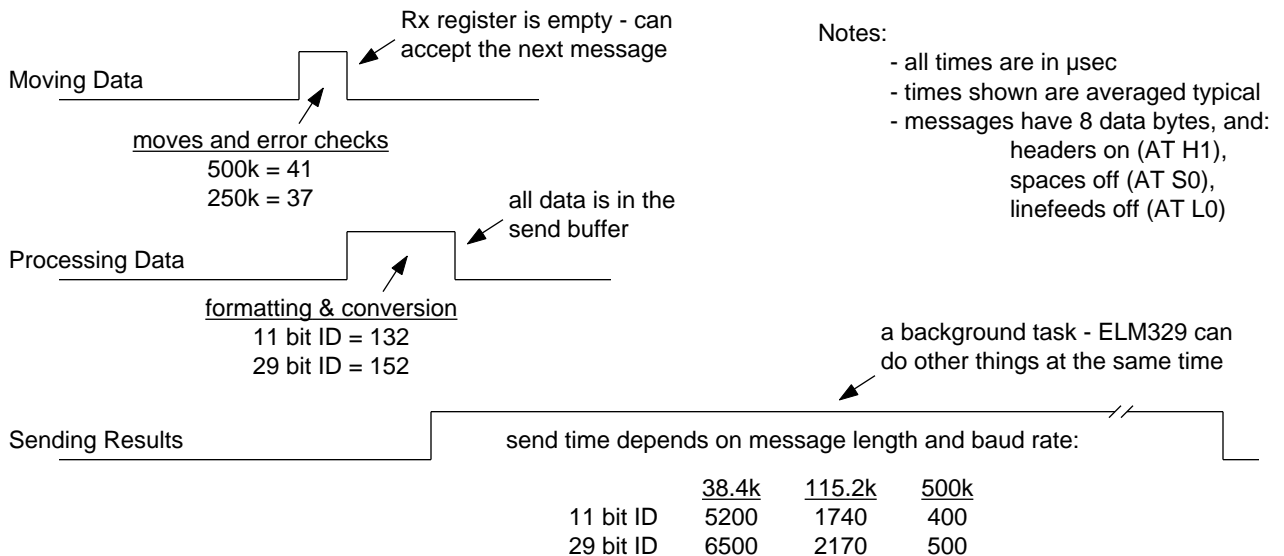 Rx register is empty - can
accept the next message
Moving Data
moves and error checks
500k = 41
250k = 37
Notes:
- all times are in µsec
- times shown are averaged typical
- messages have 8 data bytes, and:
headers on (AT H1),
spaces off (AT S0),
linefeeds off (AT L0)
all data is in the
send buffer
Processing Data
formatting & conversion
11 bit ID = 132
29 bit ID = 152
a background task - ELM329 can
do other things at the same time
Sending Results
send time depends on message length and baud rate:
38.4k 115.2k 500k
11 bit ID 5200 1740 400
29 bit ID 6500 2170 500